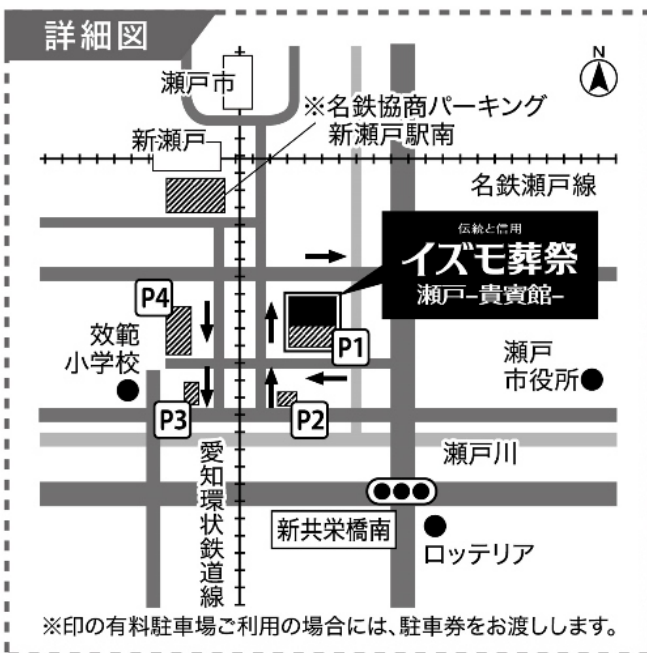 詳細図
N
瀬戸市
※名鉄協商パーキング
新瀬戸駅南
新瀬戸
名鉄瀬戸線
伝統と信用
イズモ葬祭
瀬戸-貴賓館-
P4
P1
効範
小学校
瀬戸
市役所
P3
P2
瀬戸川
愛知環状鉄道線
新共栄橋南
ロッテリア
※印の有料駐車場ご利用の場合には、駐車券をお渡しします。